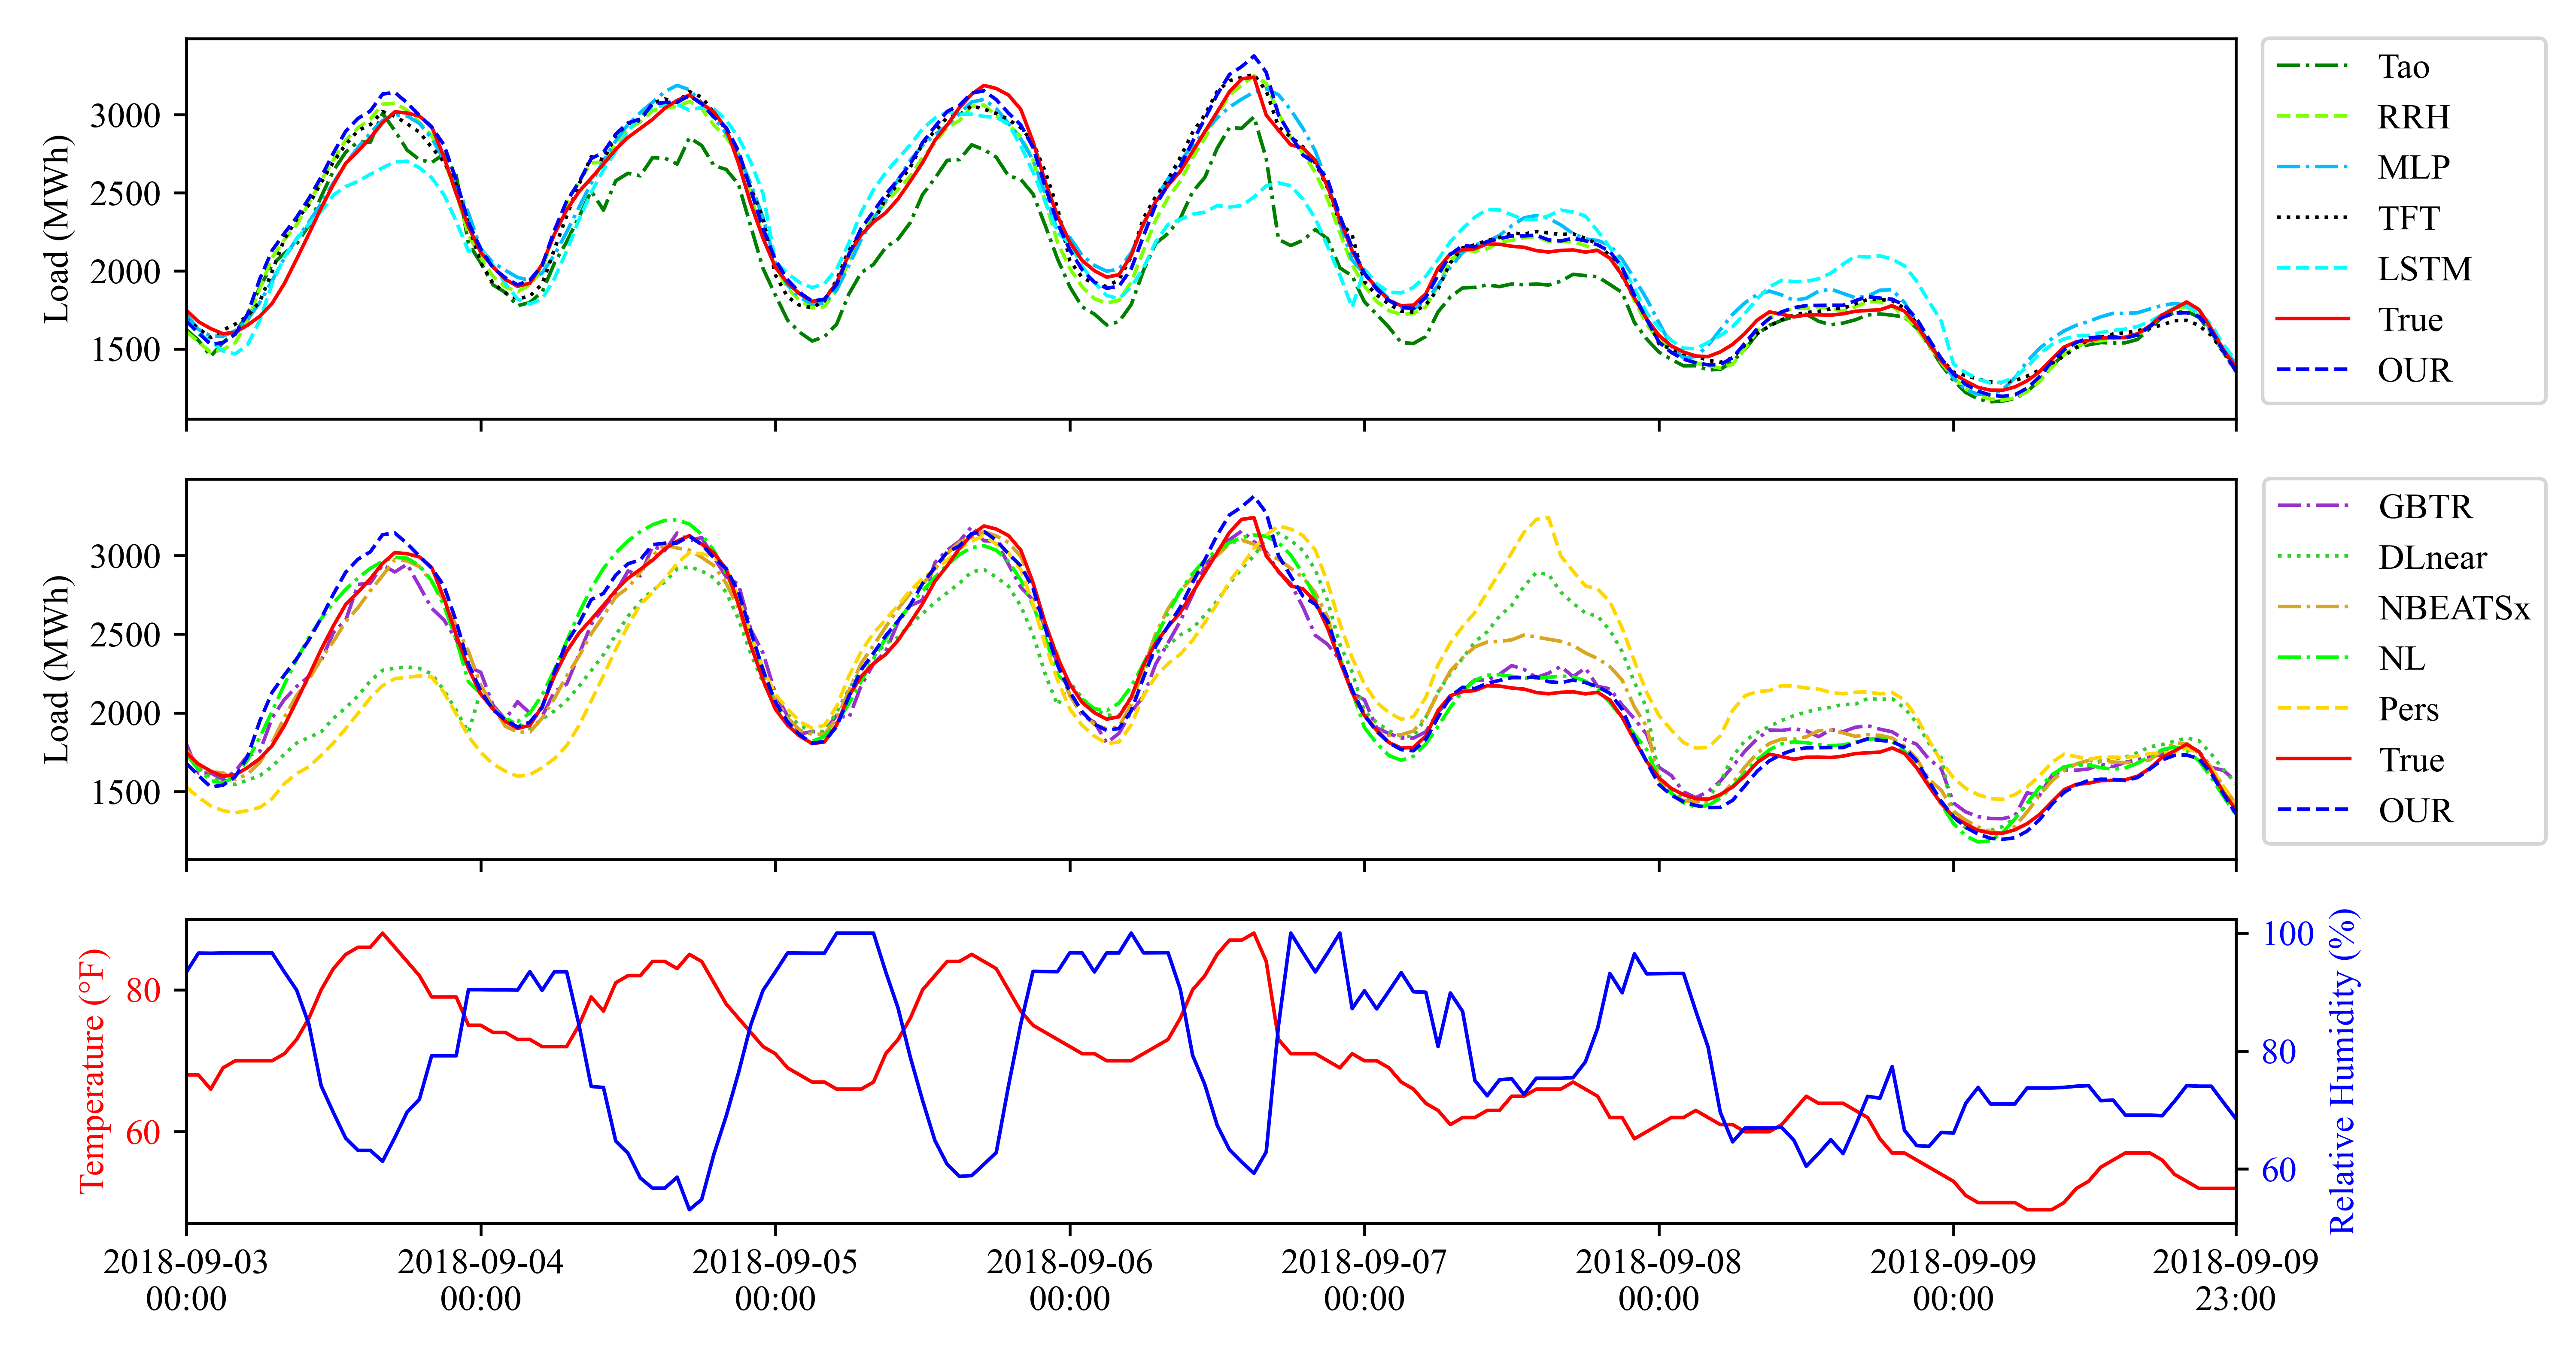 Load (MWh)
3000
2500
2000
1500
Tao
RRH
MLP
TFT
LSTM
True
OUR
Load (MWh)
3000
2500
2000
1500
GBTR
DLnear
NBEATSx
NL
Pers
True
OUR
Temperature (°F)
80
60
100
80
60
Relative Humidity (%)
2018-09-03 2018-09-04 2018-09-05 2018-09-06 2018-09-07 2018-09-08 2018-09-09 2018-09-09
00:00 00:00 00:00 00:00 00:00 00:00 00:00 23:00